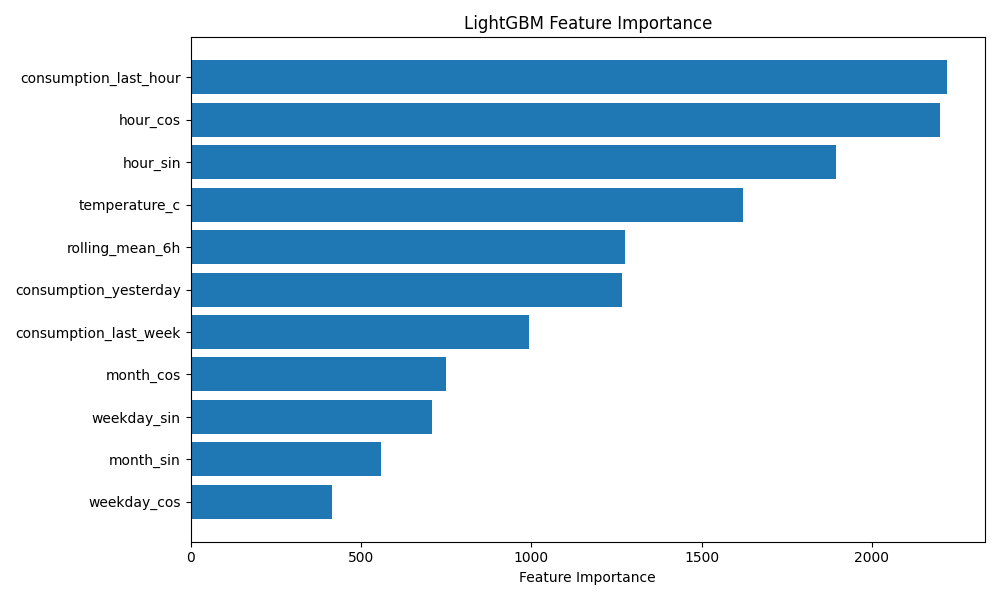 LightGBM Feature Importance
consumption_last_hour
hour_cos
hour_sin
temperature_c
rolling_mean_6h
consumption_yesterday
consumption_last_week
month_cos
weekday_sin
month_sin
weekday_cos
0 500 1000 1500 2000
Feature Importance